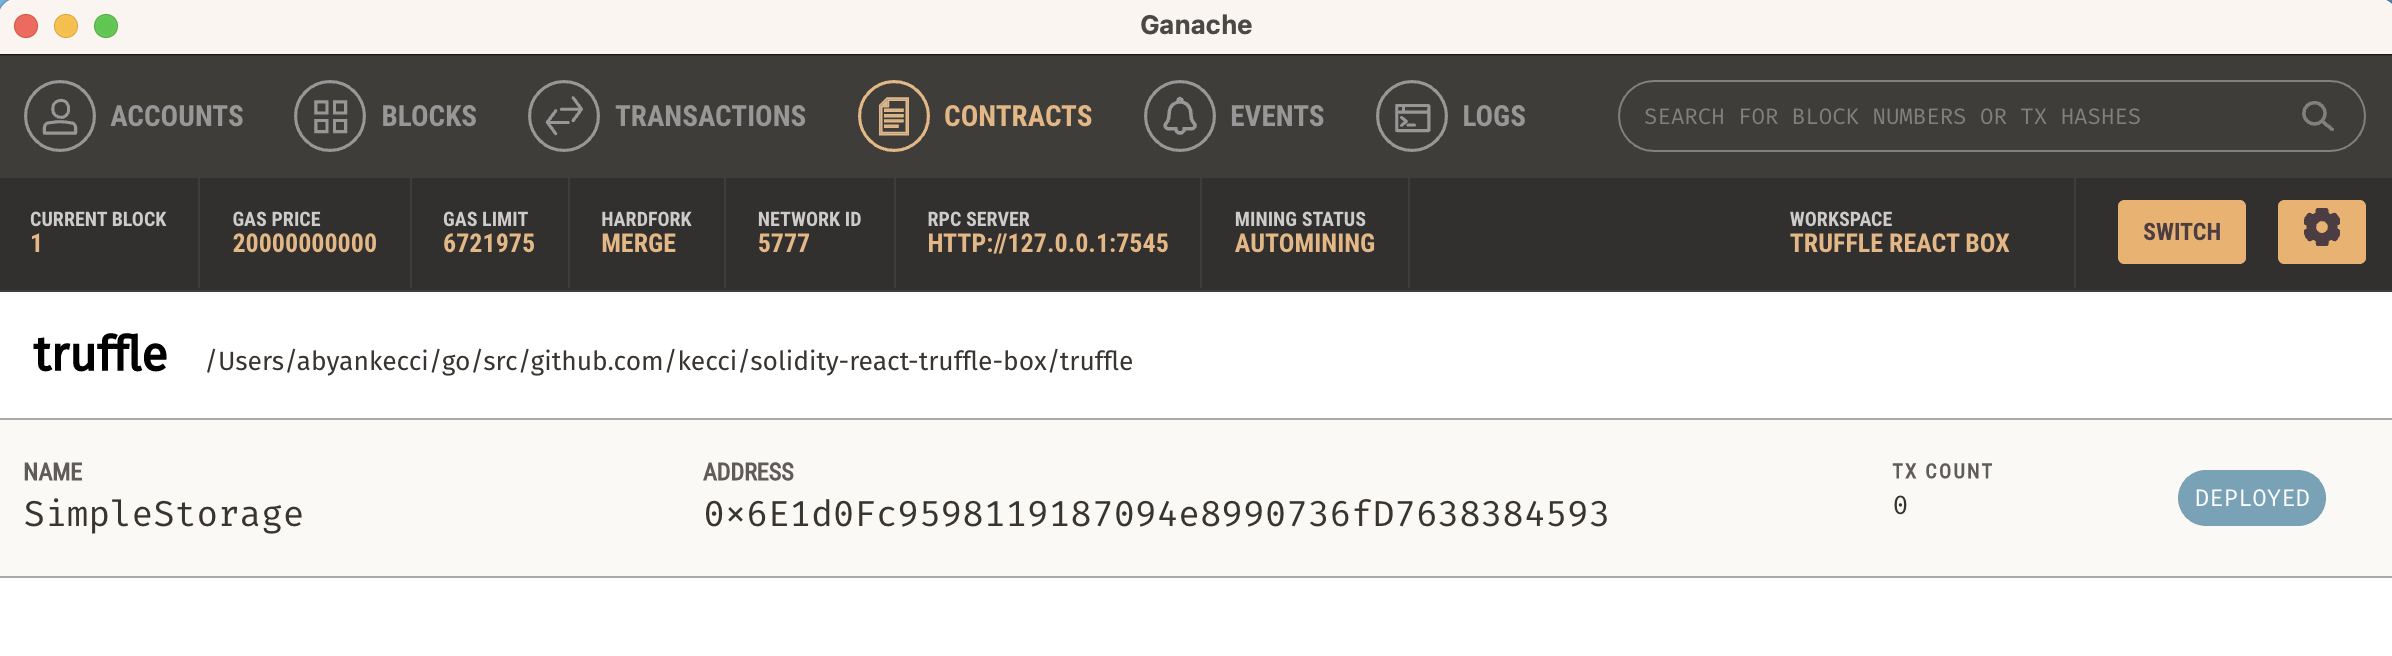 Ganache
ACCOUNTS BLOCKS TRANSACTIONS CONTRACTS EVENTS LOGS SEARCH FOR BLOCK NUMBERS OR TX HASHES
CURRENT BLOCK GAS PRICE GAS LIMIT HARDFORK NETWORK ID RPC SERVER MINING STATUS WORKSPACE
1 20000000000 6721975 MERGE 5777 HTTP://127.0.0.1:7545 AUTOMINING TRUFFLE REACT BOX SWITCH
truffle /Users/abyankecci/go/src/github.com/kecci/solidity-react-truffle-box/truffle
NAME ADDRESS TX COUNT
SimpleStorage 0×6E1d0Fc9598119187094e8990736fD7638384593 0 DEPLOYED